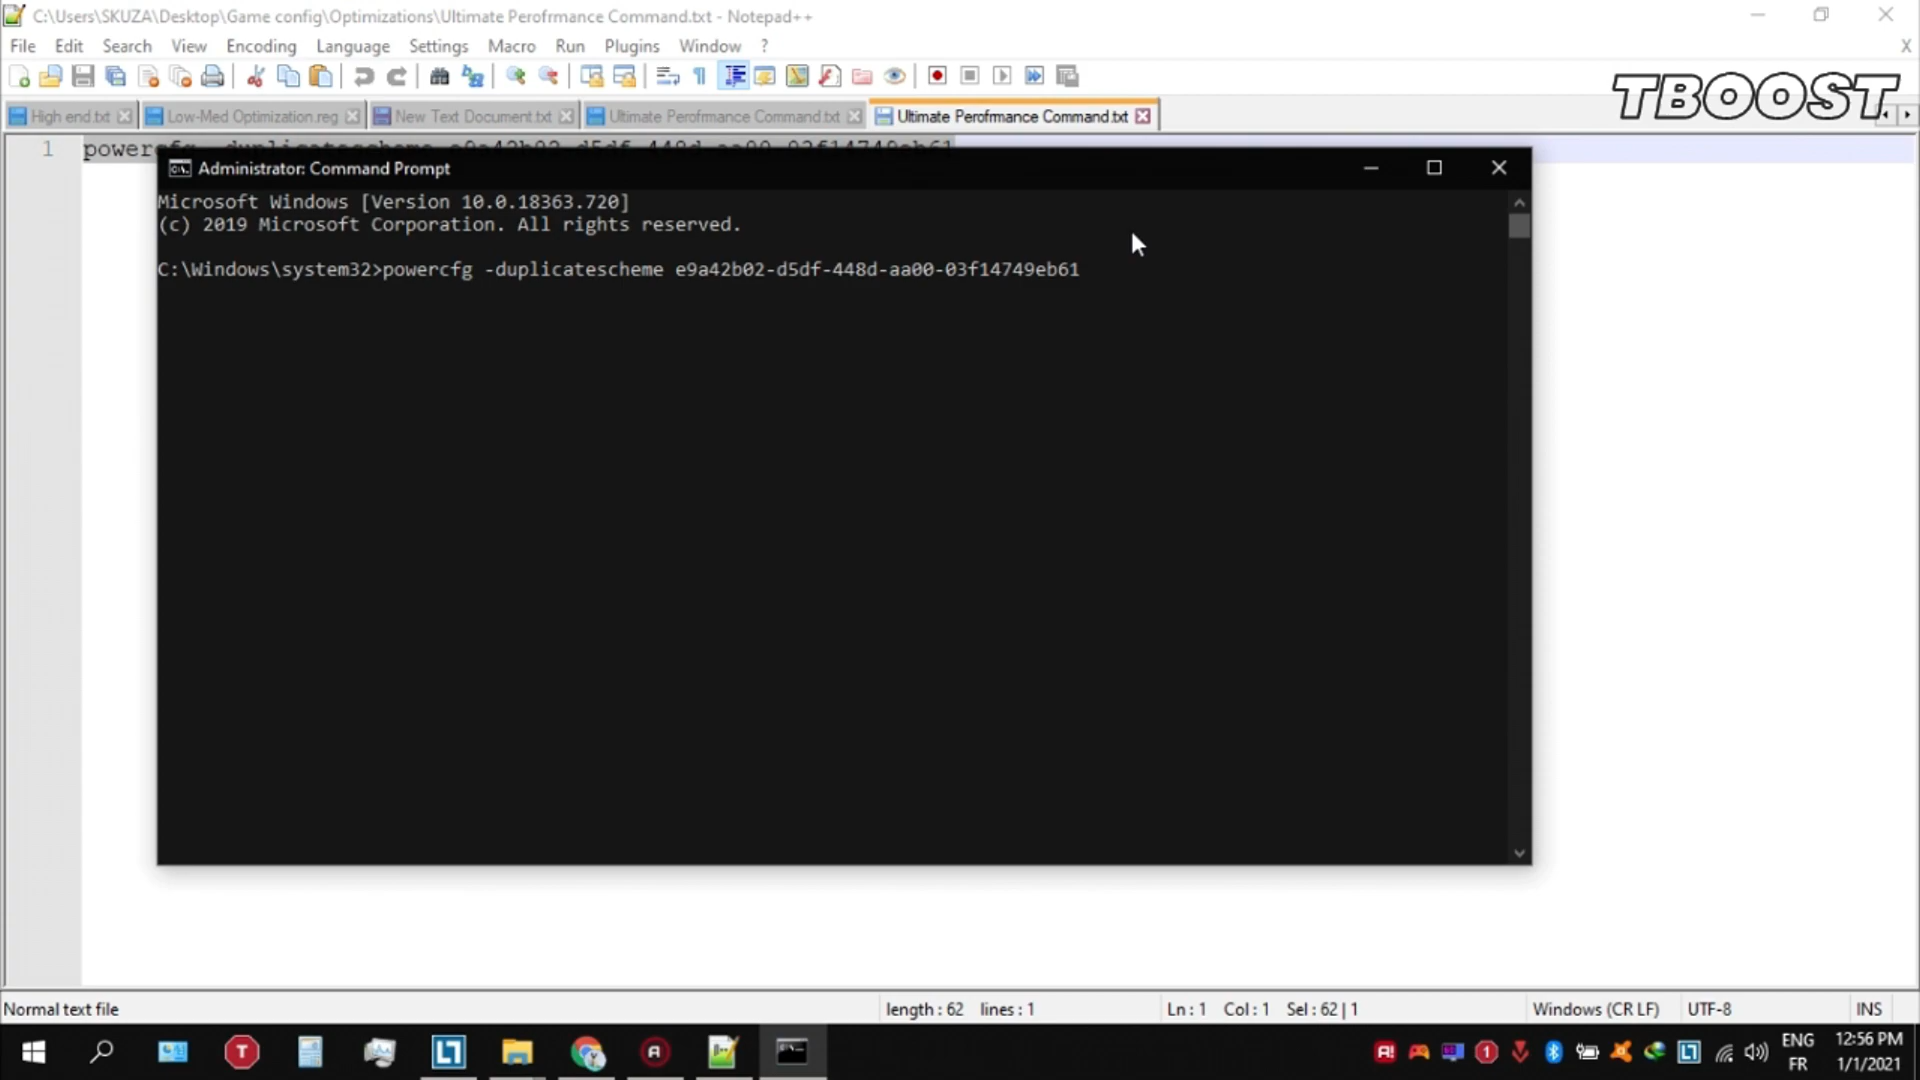 C:\Users\SKUZA\Desktop\Game config\Optimizations\Ultimate Perofrmance Command.txt - Notepad++
File Edit Search View Encoding Language Settings Macro Run Plugins Window ? X
TBOOST
High end.txt Low-Med Optimization.reg New Text Document.txt Ultimate Perofrmance Command.txt Ultimate Perofrmance Command.txt
1 powercfg -duplicatescheme e9a42b02-d5df-448d-aa00-03f14749eb61
Administrator: Command Prompt
Microsoft Windows [Version 10.0.18363.720]
(c) 2019 Microsoft Corporation. All rights reserved.
C:\Windows\system32>powercfg -duplicatescheme e9a42b02-d5df-448d-aa00-03f14749eb61
Normal text file length : 62 lines : 1 Ln : 1 Col : 1 Sel : 62 | 1 Windows (CR LF) UTF-8 INS
ENG 12:56 PM
FR 1/1/2021